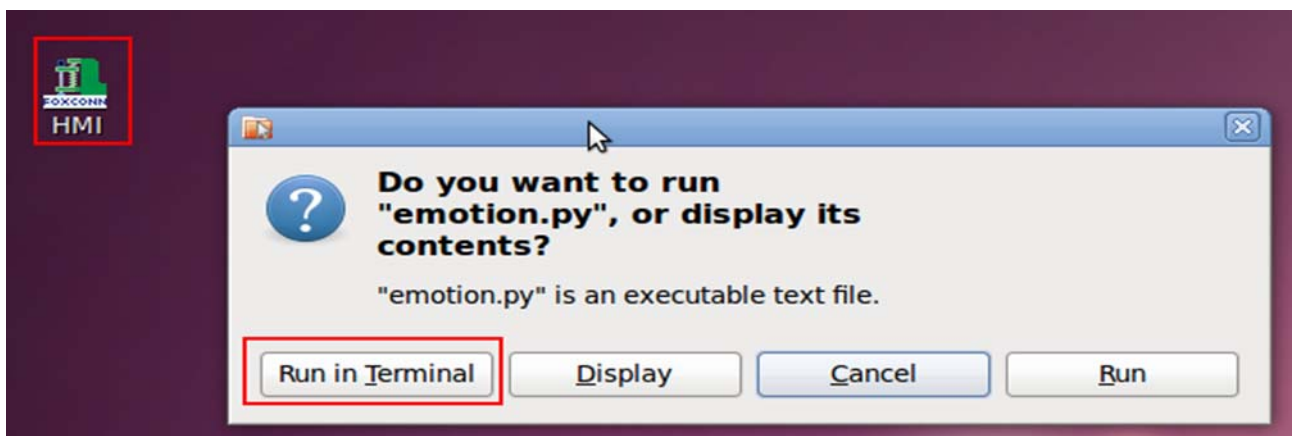 FOXCONN
HMI
Do you want to run
"emotion.py", or display its
contents?
"emotion.py" is an executable text file.
Run in Terminal
Display
Cancel
Run